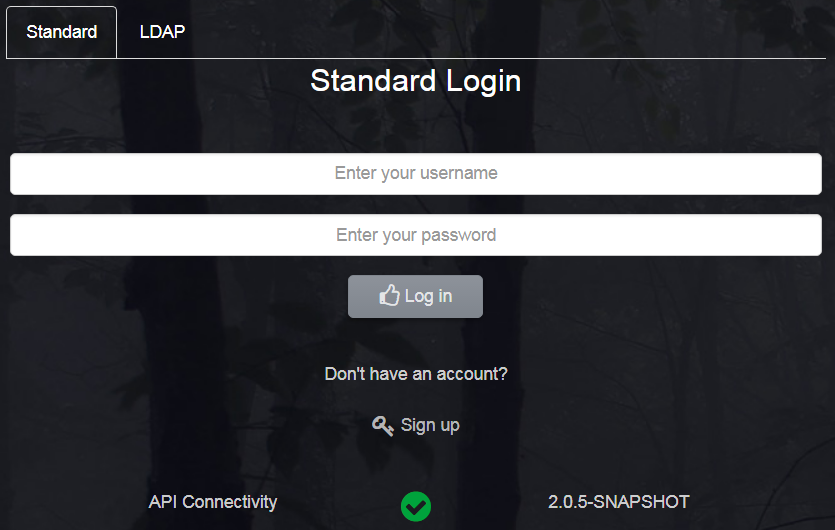 Standard LDAP
Standard Login
Enter your username
Enter your password
Log in
Don't have an account?
Sign up
API Connectivity 2.0.5-SNAPSHOT